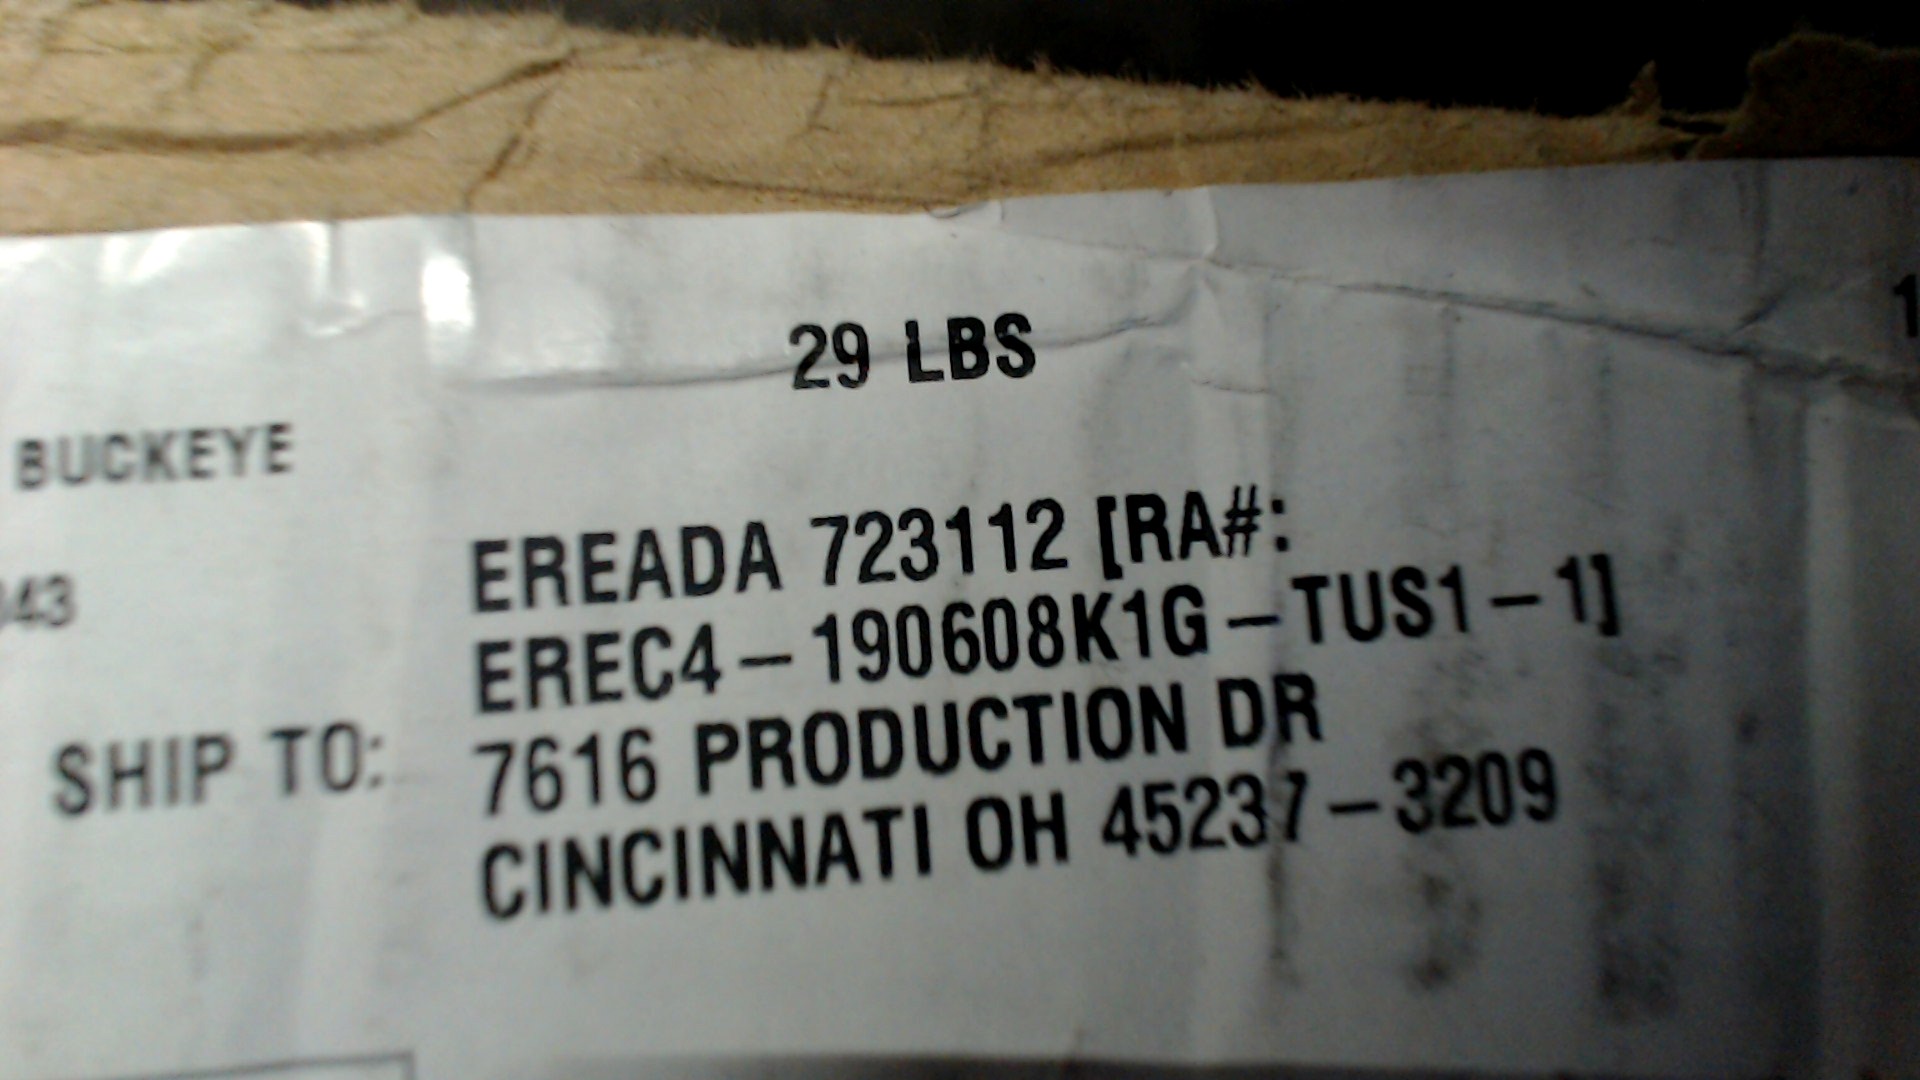 29 LBS
BUCKEYE
EREADA 723112 [RA#:
EREC4-190608K1G-TUS1-1]
SHIP TO: 7616 PRODUCTION DR
CINCINNATI OH 45237-3209